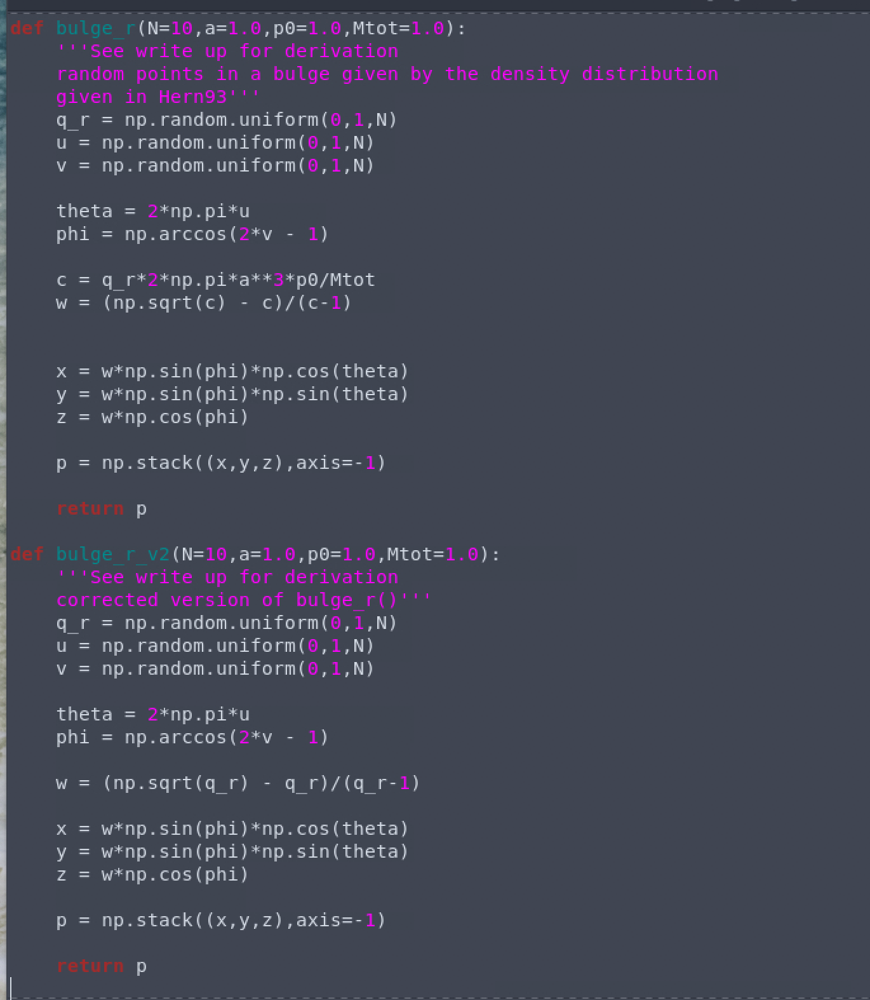 def bulge_r(N=10,a=1.0,p0=1.0,Mtot=1.0):
    '''See write up for derivation
    random points in a bulge given by the density distribution
    given in Hern93'''
    q_r = np.random.uniform(0,1,N)
    u = np.random.uniform(0,1,N)
    v = np.random.uniform(0,1,N)

    theta = 2*np.pi*u
    phi = np.arccos(2*v - 1)

    c = q_r*2*np.pi*a**3*p0/Mtot
    w = (np.sqrt(c) - c)/(c-1)


    x = w*np.sin(phi)*np.cos(theta)
    y = w*np.sin(phi)*np.sin(theta)
    z = w*np.cos(phi)

    p = np.stack((x,y,z),axis=-1)

    return p

def bulge_r_v2(N=10,a=1.0,p0=1.0,Mtot=1.0):
    '''See write up for derivation
    corrected version of bulge_r()'''
    q_r = np.random.uniform(0,1,N)
    u = np.random.uniform(0,1,N)
    v = np.random.uniform(0,1,N)

    theta = 2*np.pi*u
    phi = np.arccos(2*v - 1)

    w = (np.sqrt(q_r) - q_r)/(q_r-1)

    x = w*np.sin(phi)*np.cos(theta)
    y = w*np.sin(phi)*np.sin(theta)
    z = w*np.cos(phi)

    p = np.stack((x,y,z),axis=-1)

    return p